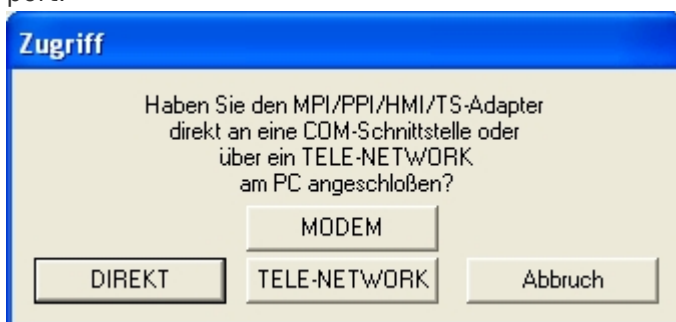 Zugriff
Haben Sie den MPI/PPI/HMI/TS-Adapter
direkt an eine COM-Schnittstelle oder
über ein TELE-NETWORK
am PC angeschloßen?
MODEM
DIREKT TELE-NETWORK Abbruch